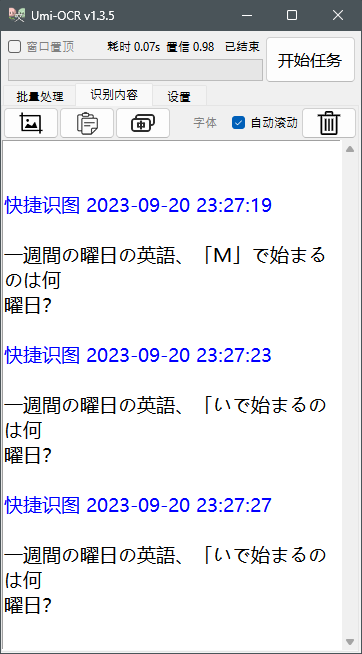 Umi-OCR v1.3.5
窗口置顶 耗时 0.07s 置信 0.98 已结束
开始任务
批量处理 识别内容 设置
字体 自动滚动
快捷识图 2023-09-20 23:27:19
一週間の曜日の英語、「M」で始まる
のは何
曜日?
快捷识图 2023-09-20 23:27:23
一週間の曜日の英語、「いで始まるの
は何
曜日?
快捷识图 2023-09-20 23:27:27
一週間の曜日の英語、「いで始まるの
は何
曜日?